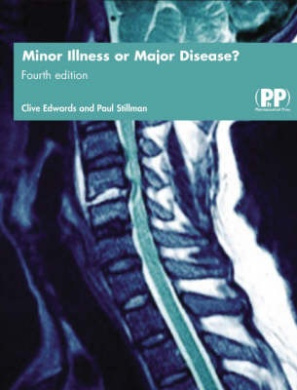 Minor Illness or Major Disease?
Fourth edition
Clive Edwards and Paul Stillman
PP
Pharmaceutical Press